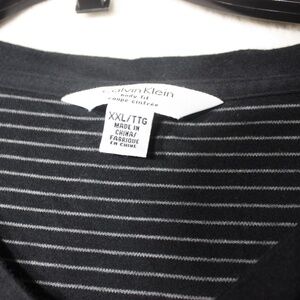 Calvin Klein
body fit
coupe cintrée
XXL/TTG
MADE IN
CHINA/
FABRIQUÉ
EN CHINE